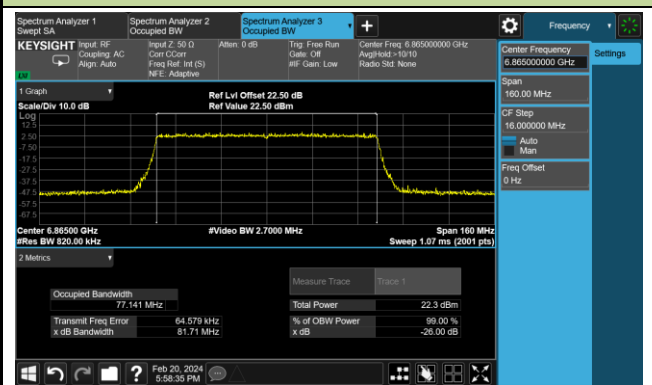 Spectrum Analyzer 1
Swept SA
Spectrum Analyzer 2
Occupied BW
Spectrum Analyzer 3
Occupied BW
Frequency
KEYSIGHT
Input: RF
Coupling: AC
Align: Auto
Input Z: 50 Ω
Corr CCorr
Freq Ref: Int (S)
NFE: Adaptive
Atten: 0 dB
Trig: Free Run
Gate: Off
#IF Gain: Low
Center Freq: 6.865000000 GHz
Avg|Hold:>10/10
Radio Std: None
Center Frequency
6.865000000 GHz
Settings
Span
160.00 MHz
CF Step
16.000000 MHz
Auto
Man
Freq Offset
0 Hz
1 Graph
Scale/Div 10.0 dB
Ref Lvl Offset 22.50 dB
Ref Value 22.50 dBm
Log
12.5
2.50
-7.50
-17.5
-27.5
-37.5
-47.5
-57.5
-67.5
Center 6.86500 GHz
#Res BW 820.00 kHz
#Video BW 2.7000 MHz
Span 160 MHz
Sweep 1.07 ms (2001 pts)
2 Metrics
Measure Trace
Trace 1
Occupied Bandwidth
77.141 MHz
Total Power
22.3 dBm
Transmit Freq Error
64.579 kHz
% of OBW Power
99.00 %
x dB Bandwidth
81.71 MHz
x dB
-26.00 dB
Feb 20, 2024
5:58:35 PM